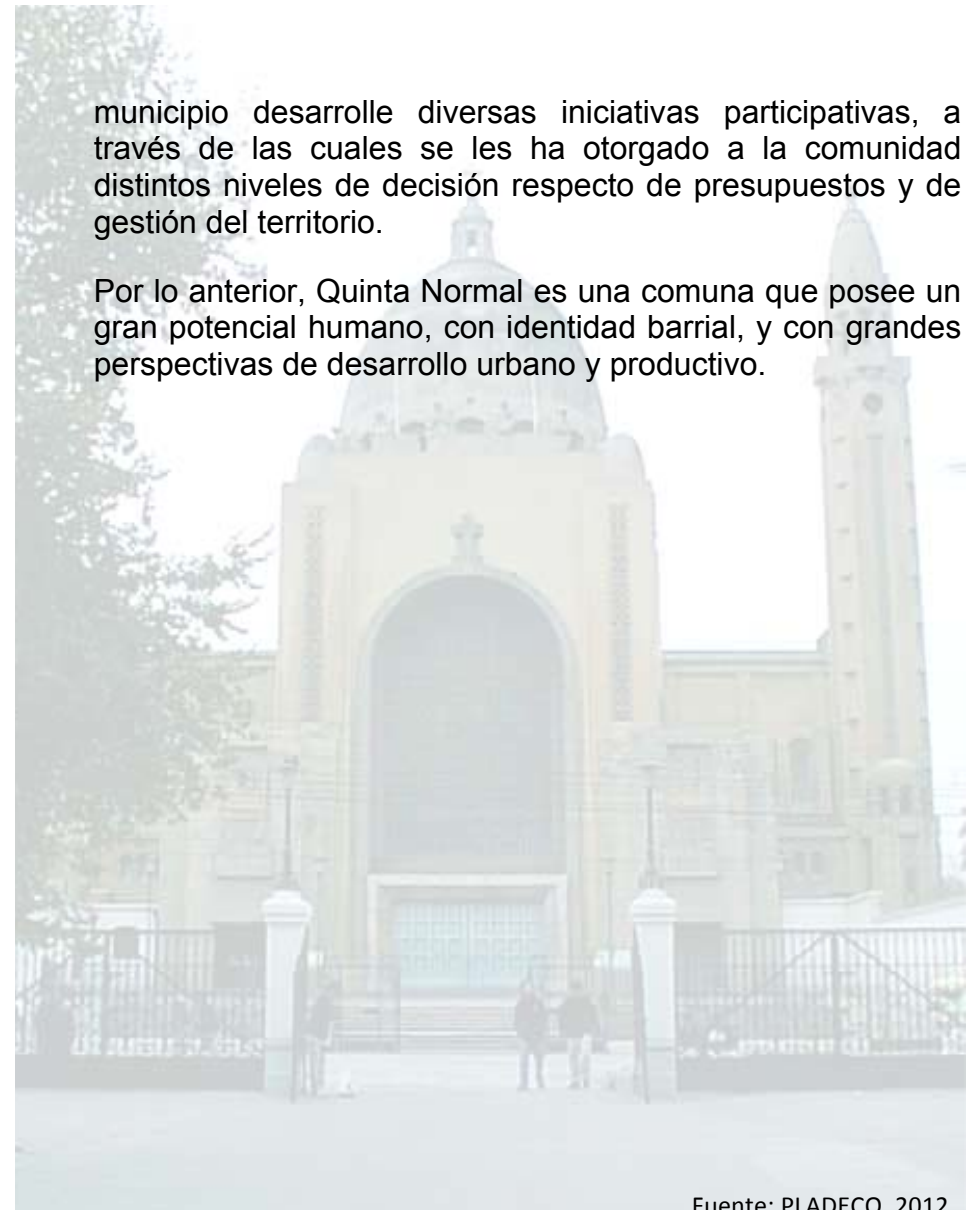 municipio desarrolle diversas iniciativas participativas, a
través de las cuales se les ha otorgado a la comunidad
distintos niveles de decisión respecto de presupuestos y de
gestión del territorio.
Por lo anterior, Quinta Normal es una comuna que posee un
gran potencial humano, con identidad barrial, y con grandes
perspectivas de desarrollo urbano y productivo.
Fuente: PLADECO, 2012